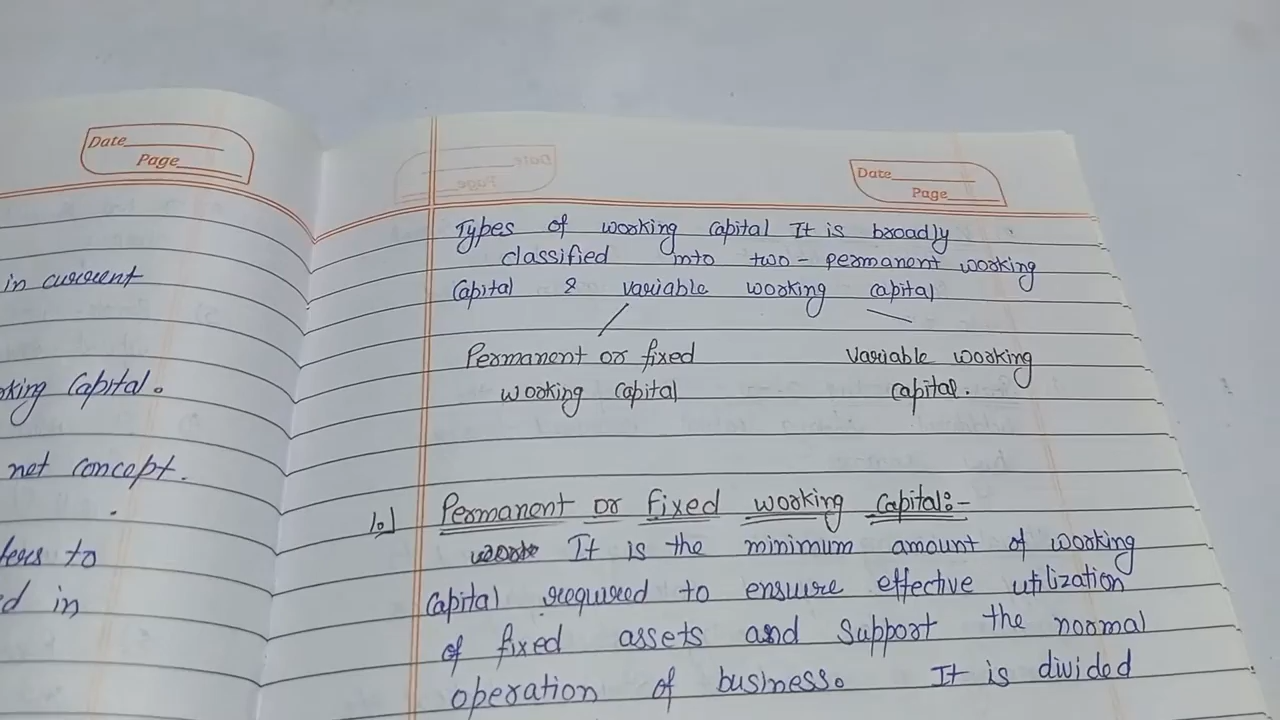 Date
Page
in current
king Capital.
net concept.
to
d in
Date
Page
Types of working Capital It is broadly
classified into two - permanent working
Capital & variable working capital
Permanent or fixed
working Capital
Variable working
Capital.
1.] Permanent or fixed working Capital:-
It is the minimum amount of working
Capital required to ensure effective utilization
of fixed assets and support the normal
operation of business. It is divided